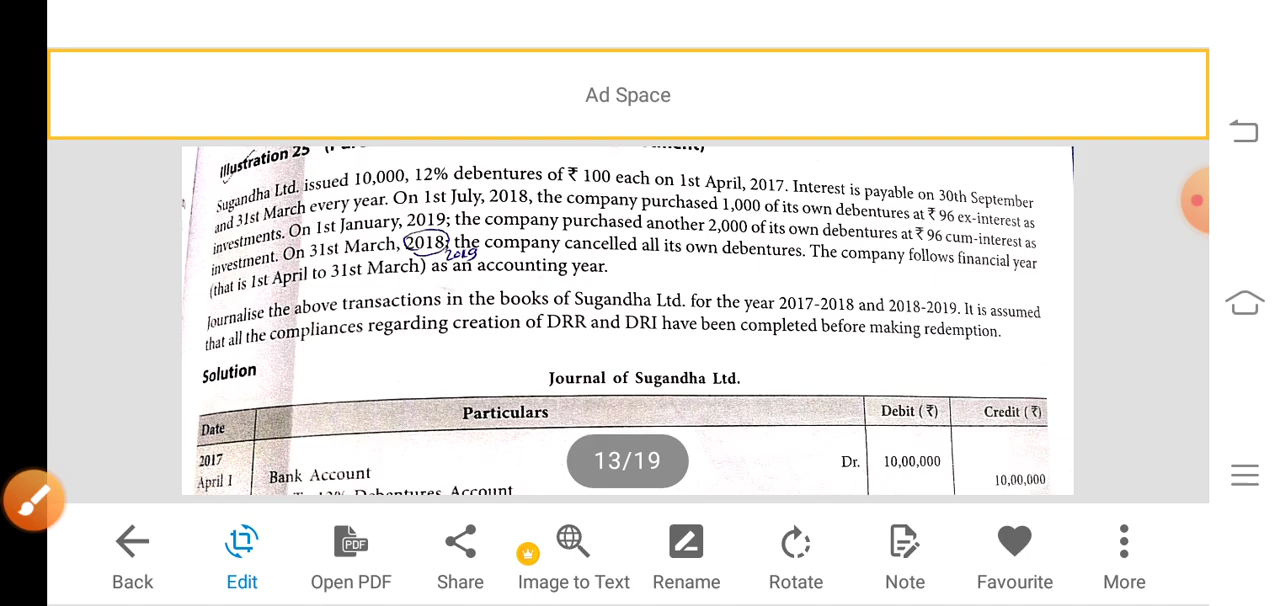 Ad Space
Illustration 25
Sugandha Ltd. issued 10,000, 12% debentures of ₹ 100 each on 1st April, 2017. Interest is payable on 30th September
and 31st March every year. On 1st July, 2018, the company purchased 1,000 of its own debentures at ₹ 96 ex-interest as
investments. On 1st January, 2019; the company purchased another 2,000 of its own debentures at ₹ 96 cum-interest as
investment. On 31st March, 2018; the company cancelled all its own debentures. The company follows financial year
2019
(that is 1st April to 31st March) as an accounting year.
Journalise the above transactions in the books of Sugandha Ltd. for the year 2017-2018 and 2018-2019. It is assumed
that all the compliances regarding creation of DRR and DRI have been completed before making redemption.
Solution
Journal of Sugandha Ltd.
Date Particulars Debit (₹) Credit (₹)
2017
April 1 Bank Account Dr. 10,00,000
12% Debentures Account 10,00,000
13/19
PDF
Back Edit Open PDF Share Image to Text Rename Rotate Note Favourite More